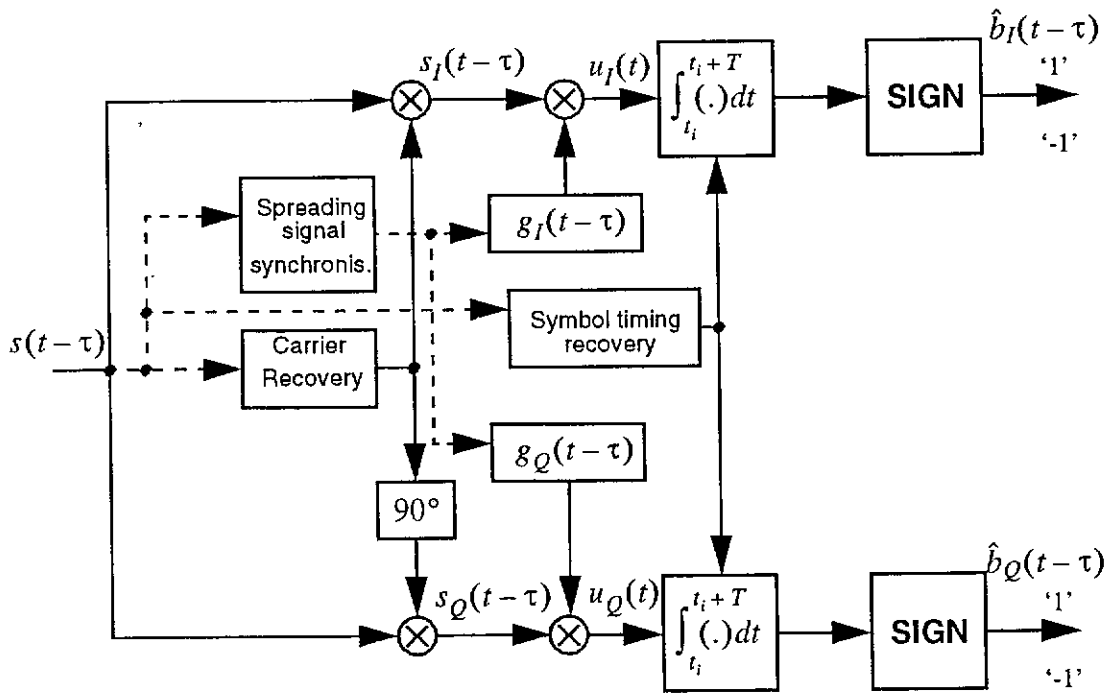 s_I(t−τ)
u_I(t)
∫_{t_i}^{t_i+T}(.)dt
SIGN
b̂_I(t−τ)
'1'
'-1'
Spreading
signal
synchronis.
g_I(t−τ)
s(t−τ)
Carrier
Recovery
Symbol timing
recovery
g_Q(t−τ)
90°
s_Q(t−τ)
u_Q(t)
∫_{t_i}^{t_i+T}(.)dt
SIGN
b̂_Q(t−τ)
'1'
'-1'